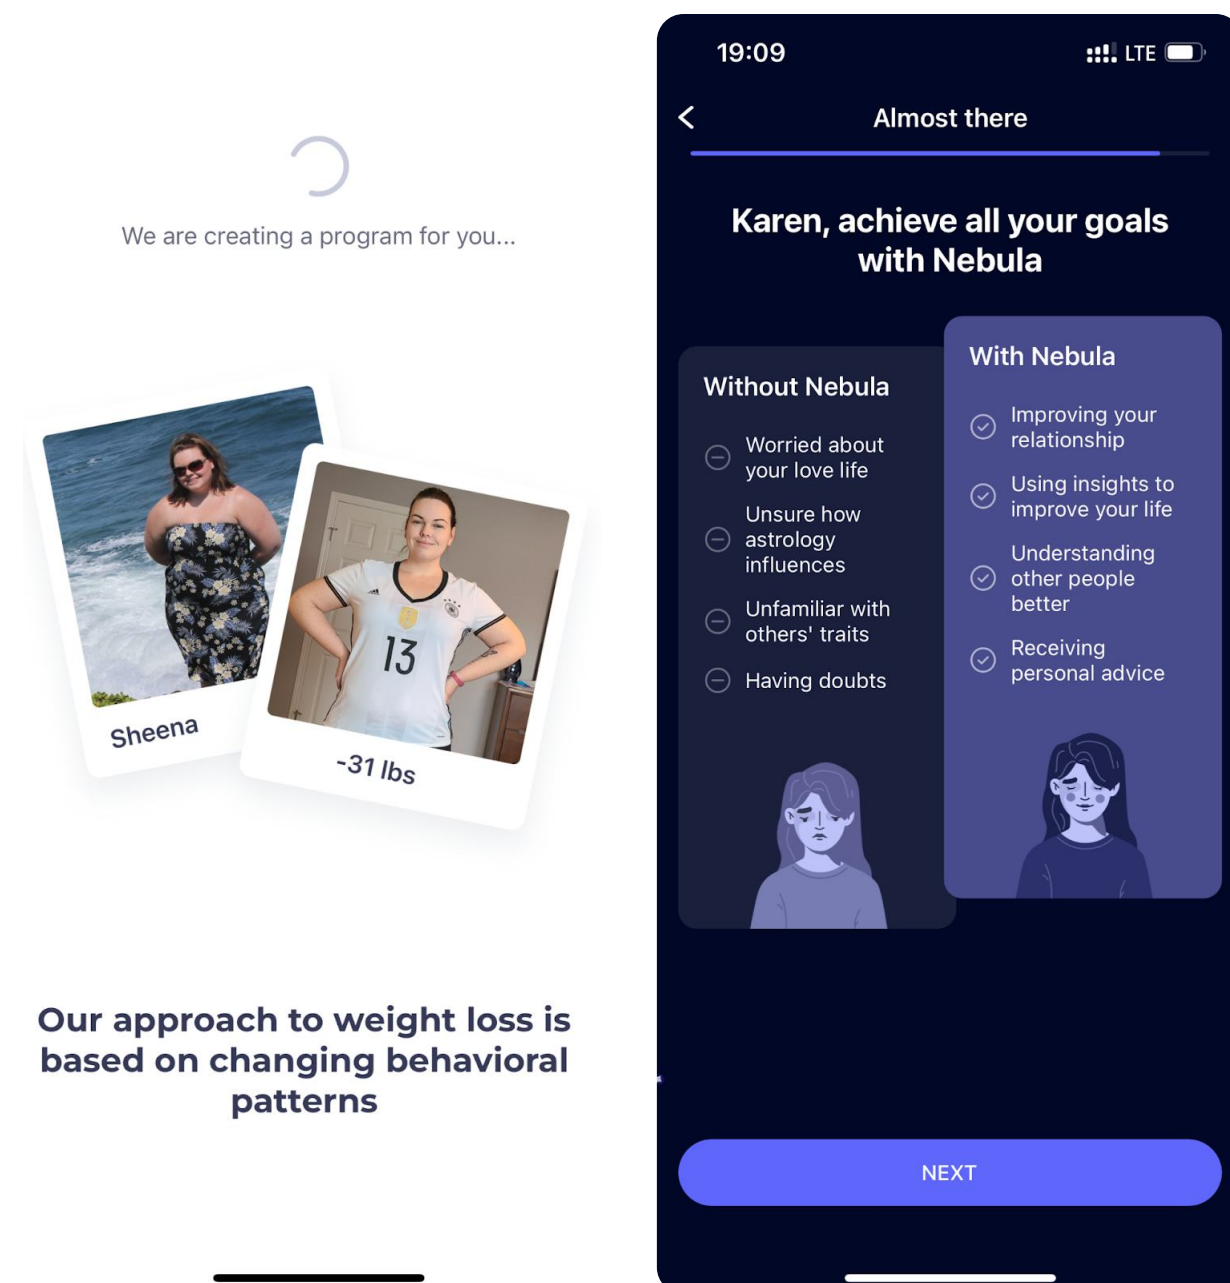 We are creating a program for you...
Sheena
13
-31 lbs
Our approach to weight loss is
based on changing behavioral
patterns
19:09
LTE
Almost there
Karen, achieve all your goals
with Nebula
Without Nebula
Worried about
your love life
Unsure how
astrology
influences
Unfamiliar with
others' traits
Having doubts
With Nebula
Improving your
relationship
Using insights to
improve your life
Understanding
other people
better
Receiving
personal advice
NEXT